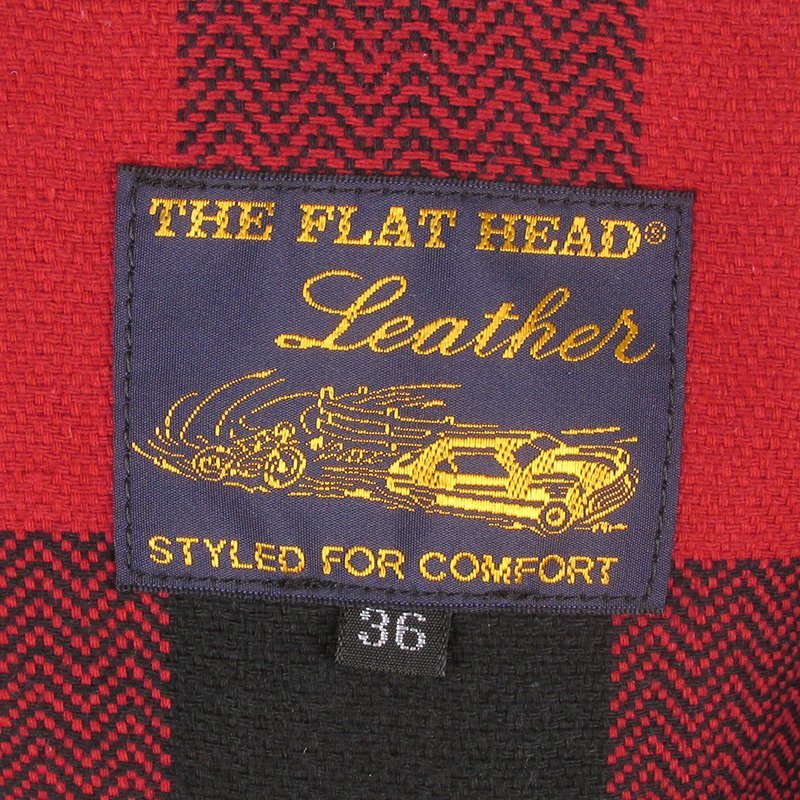 THE FLAT HEAD®
Leather
STYLED FOR COMFORT
36